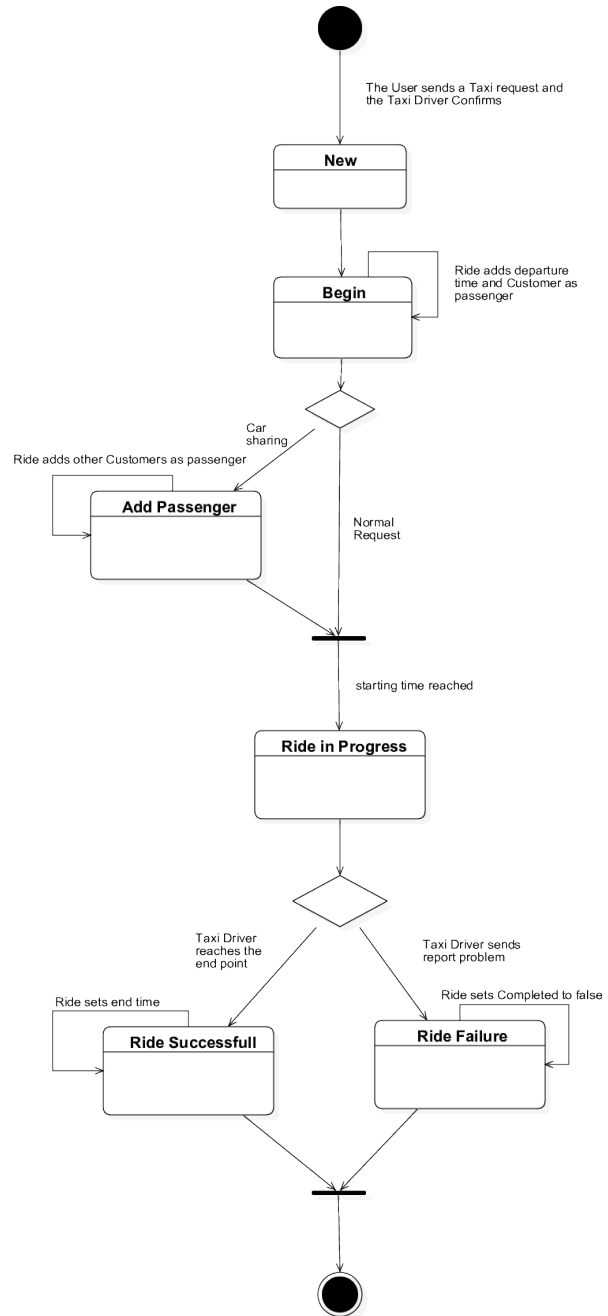 The User sends a Taxi request and
the Taxi Driver Confirms
New
Begin
Ride adds departure
time and Customer as
passenger
Car
sharing
Ride adds other Customers as passenger
Add Passenger
Normal
Request
starting time reached
Ride in Progress
Taxi Driver
reaches the
end point
Taxi Driver sends
report problem
Ride sets end time
Ride sets Completed to false
Ride Successfull
Ride Failure